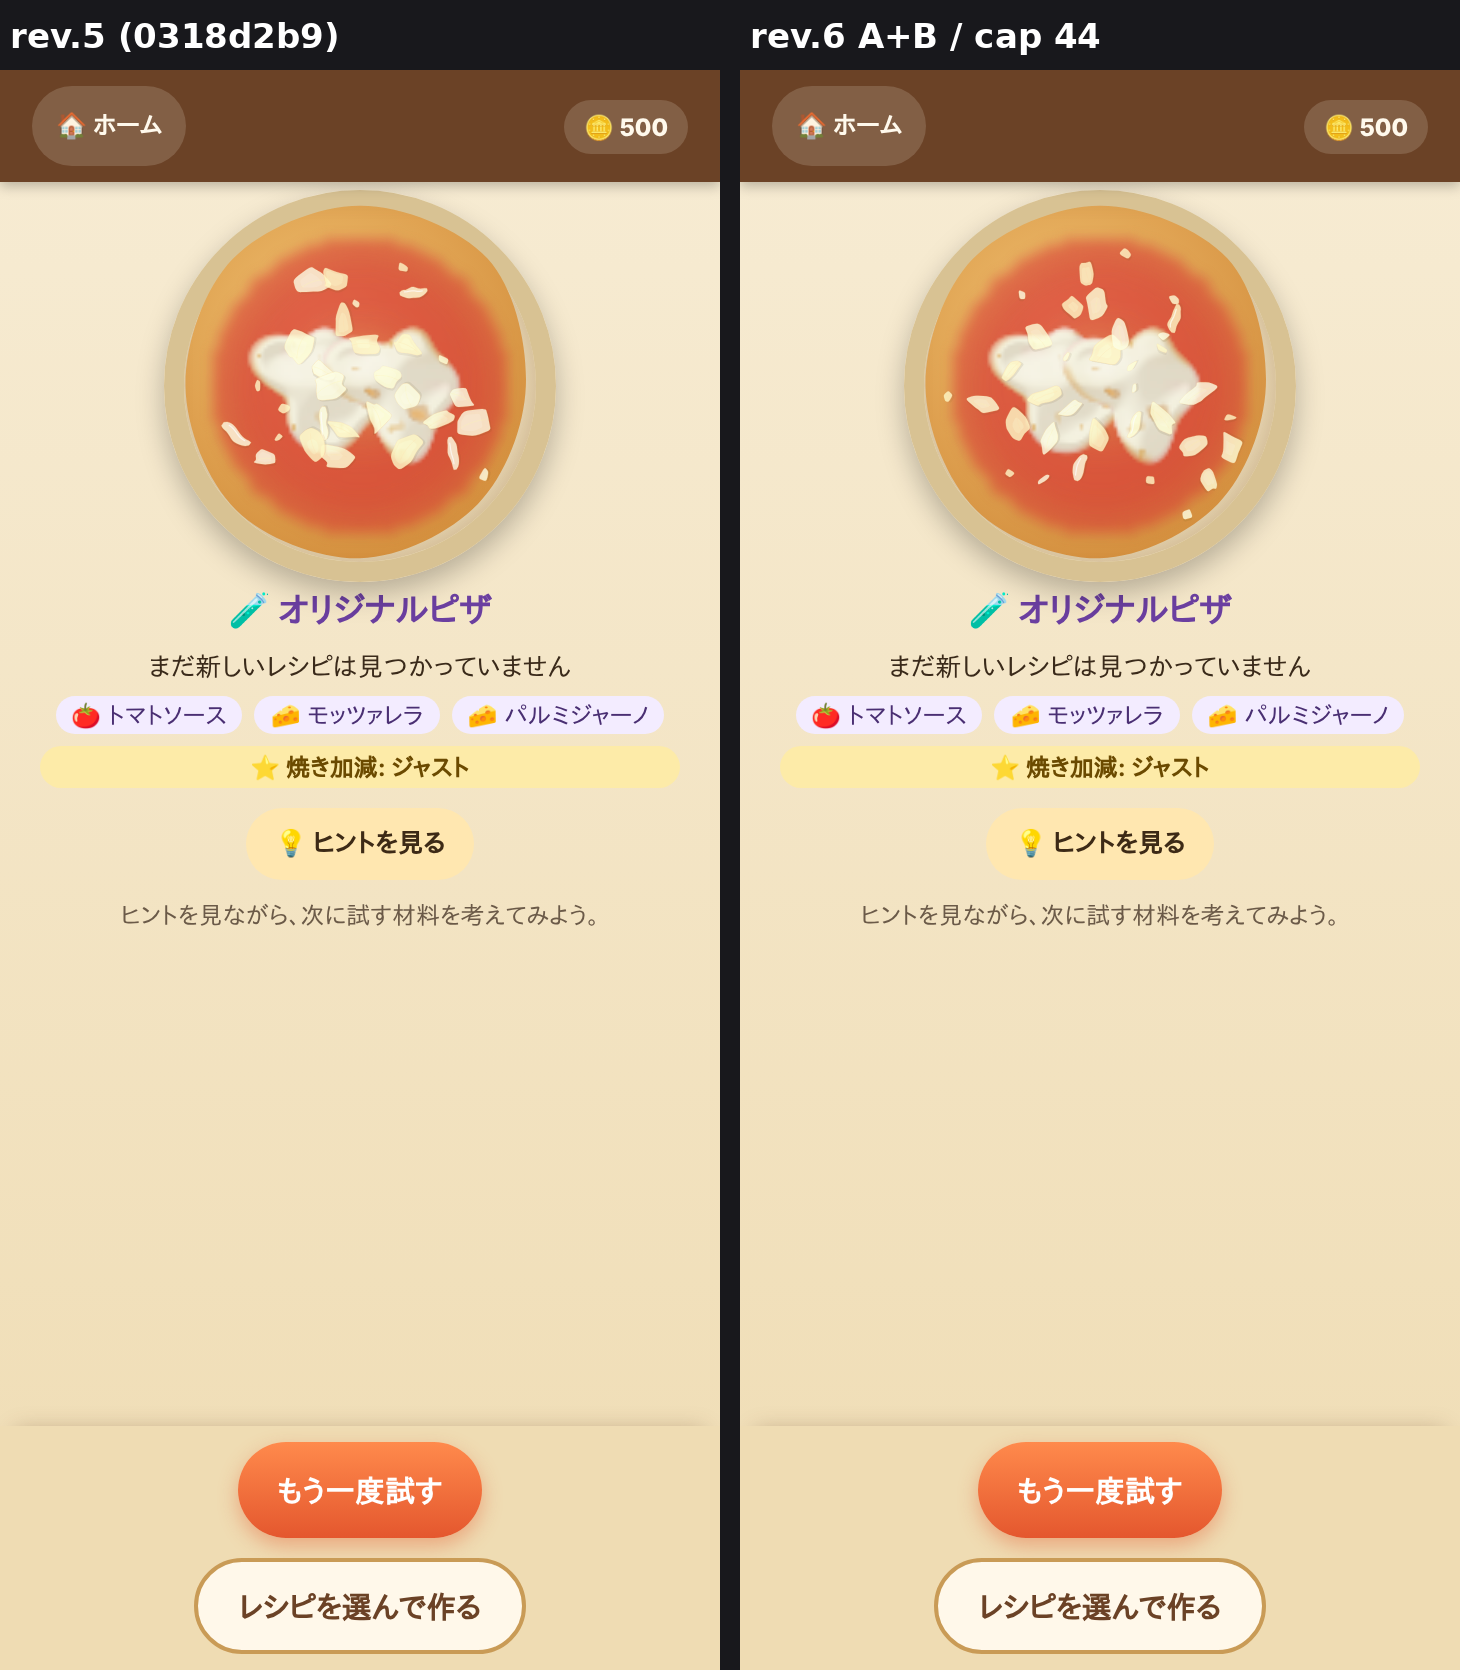 rev.5 (0318d2b9)
🏠 ホーム
🪙 500
🧪 オリジナルピザ
まだ新しいレシピは見つかっていません
🍅 トマトソース 🧀 モッツァレラ 🧀 パルミジャーノ
⭐ 焼き加減: ジャスト
💡 ヒントを見る
ヒントを見ながら、次に試す材料を考えてみよう。
もう一度試す
レシピを選んで作る
rev.6 A+B / cap 44
🏠 ホーム
🪙 500
🧪 オリジナルピザ
まだ新しいレシピは見つかっていません
🍅 トマトソース 🧀 モッツァレラ 🧀 パルミジャーノ
⭐ 焼き加減: ジャスト
💡 ヒントを見る
ヒントを見ながら、次に試す材料を考えてみよう。
もう一度試す
レシピを選んで作る